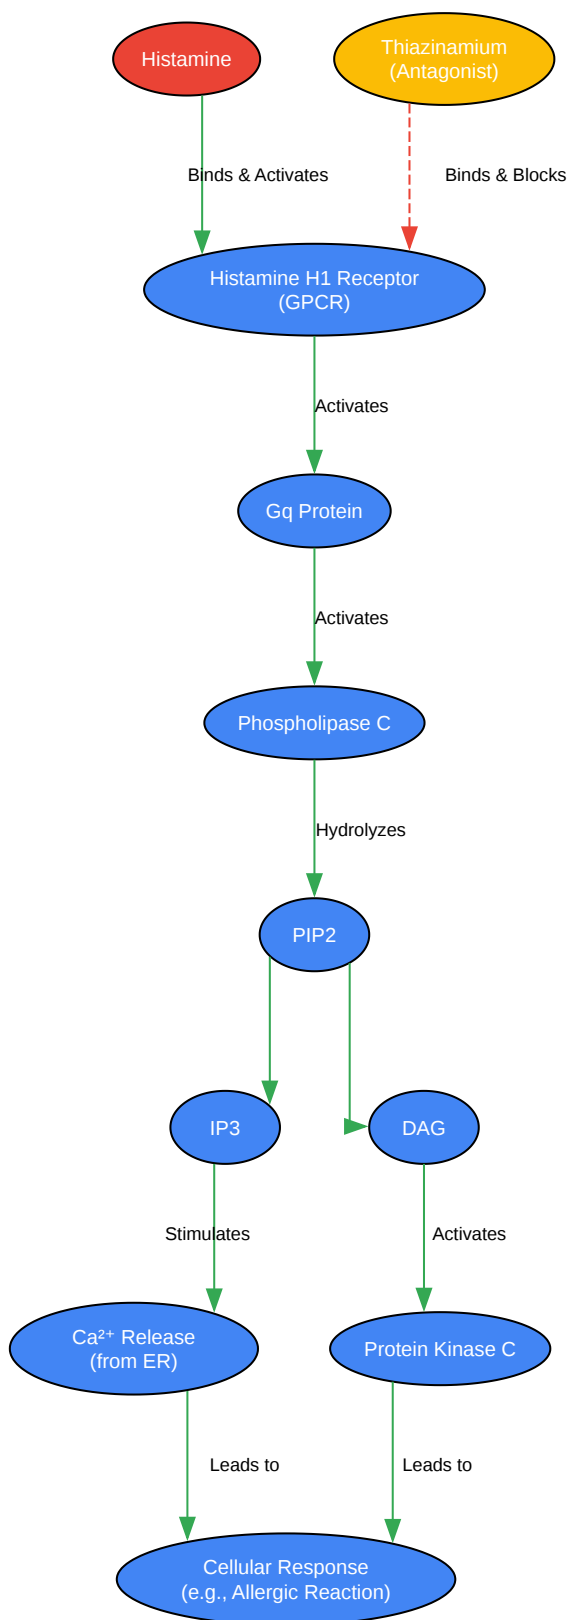 Histamine
Thiazinamium
(Antagonist)
Binds & Activates
Binds & Blocks
Histamine H1 Receptor
(GPCR)
Activates
Gq Protein
Activates
Phospholipase C
Hydrolyzes
PIP2
IP3
DAG
Stimulates
Activates
Ca²⁺ Release
(from ER)
Protein Kinase C
Leads to
Leads to
Cellular Response
(e.g., Allergic Reaction)